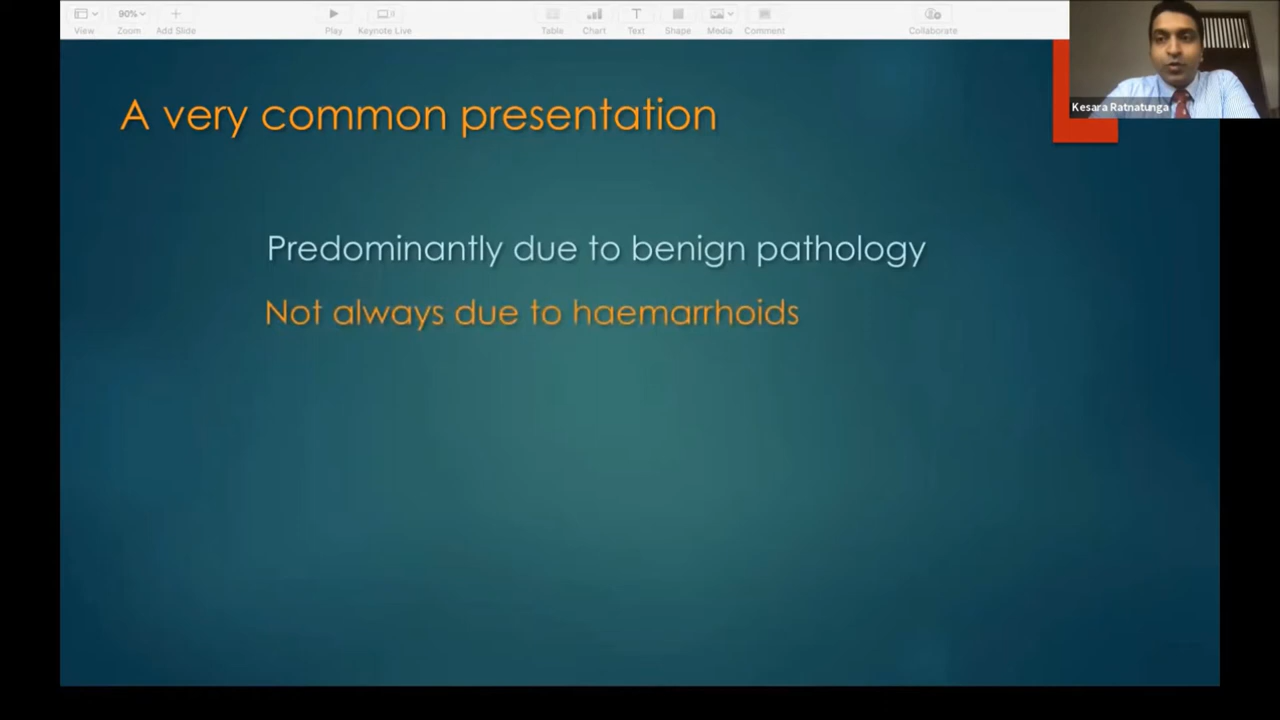 View
90%
Zoom
Add Slide
Play
Keynote Live
Table
Chart
Text
Shape
Media
Comment
Collaborate
Kesara Ratnatunga
A very common presentation
Predominantly due to benign pathology
Not always due to haemarrhoids